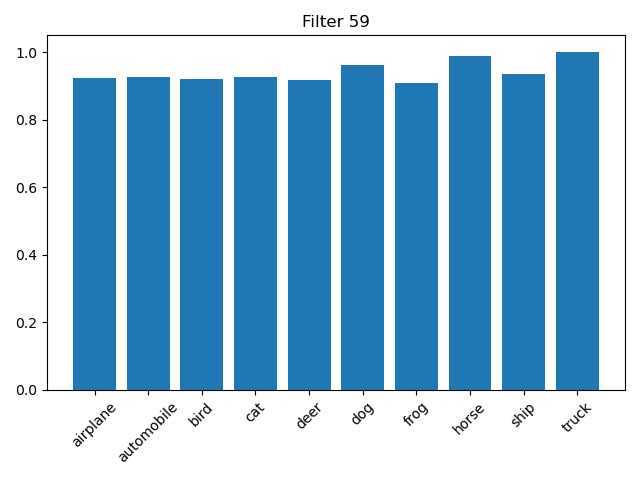 Filter 59
1.0
0.8
0.6
0.4
0.2
0.0
airplane
automobile
bird
cat
deer
dog
frog
horse
ship
truck